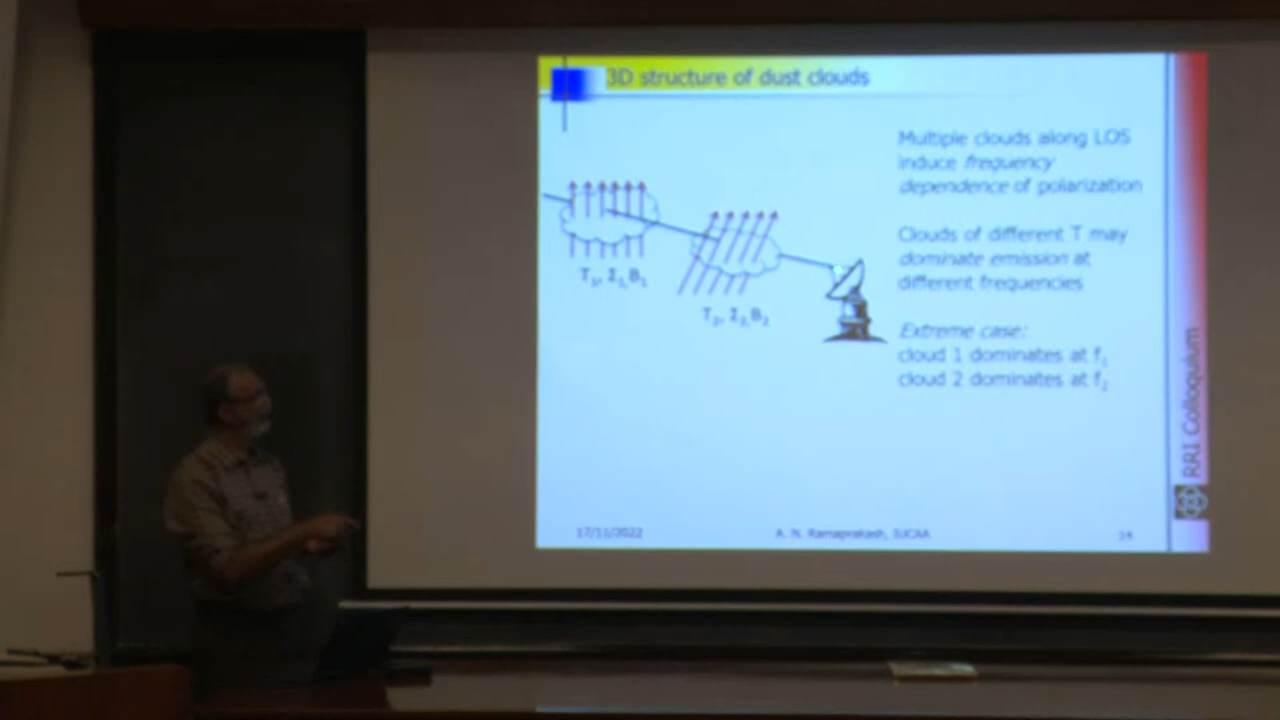 3D structure of dust clouds
Multiple clouds along LOS
induce frequency
dependence of polarization
Clouds of different T may
dominate emission at
different frequencies
Extreme case:
cloud 1 dominates at f₁
cloud 2 dominates at f₂
T₁, Σ₁, B₁
T₂, Σ₂, B₂
RRI Colloquium
17/11/2022
A. N. Ramaprakash, IUCAA
14